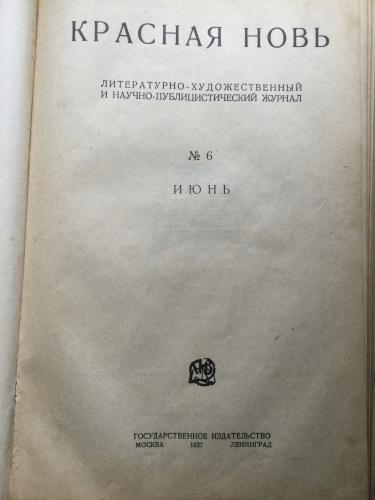 КРАСНАЯ НОВЬ
ЛИТЕРАТУРНО-ХУДОЖЕСТВЕННЫЙ
И НАУЧНО-ПУБЛИЦИСТИЧЕСКИЙ ЖУРНАЛ
№ 6
ИЮНЬ
ГОСУДАРСТВЕННОЕ ИЗДАТЕЛЬСТВО
МОСКВА 1927 ЛЕНИНГРАД